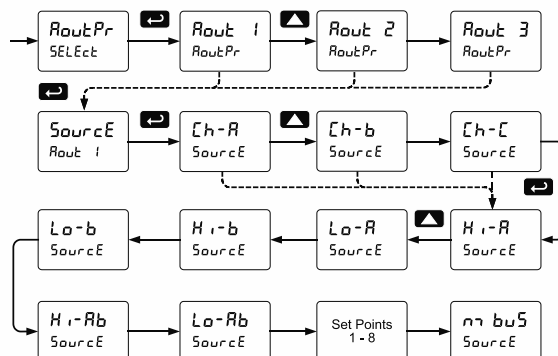 AoutPr
SELEct
Aout 1
AoutPr
Aout 2
AoutPr
Aout 3
AoutPr
SourcE
Aout 1
Ch-A
SourcE
Ch-b
SourcE
Ch-C
SourcE
Lo-b
SourcE
Hi-b
SourcE
Lo-A
SourcE
Hi-A
SourcE
Hi-Ab
SourcE
Lo-Ab
SourcE
Set Points
1 - 8
m buS
SourcE